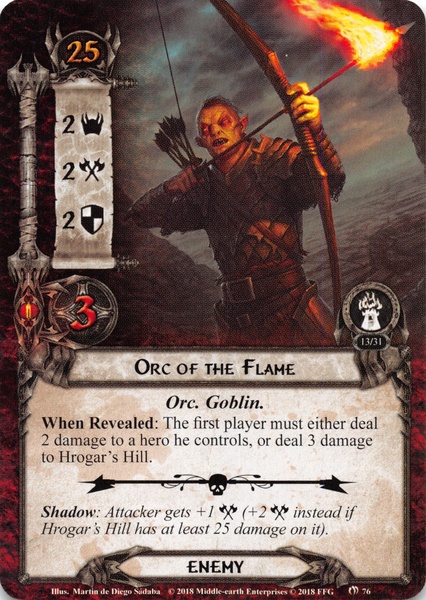 25
2
2
2
3
13/31
Orc of the Flame
Orc. Goblin.
When Revealed: The first player must either deal
2 damage to a hero he controls, or deal 3 damage
to Hrogar's Hill.
Shadow: Attacker gets +1 (+2 instead if
Hrogar's Hill has at least 25 damage on it).
ENEMY
Illus. Martin de Diego Sádaba © 2018 Middle-earth Enterprises © 2018 FFG 76